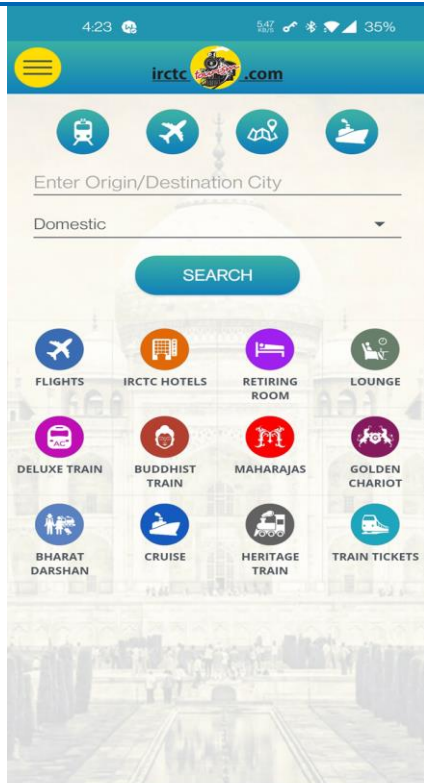 4:23
5.47 KB/S 35%
irctc .com
Enter Origin/Destination City
Domestic
SEARCH
FLIGHTS IRCTC HOTELS RETIRING ROOM LOUNGE
DELUXE TRAIN BUDDHIST TRAIN MAHARAJAS GOLDEN CHARIOT
BHARAT DARSHAN CRUISE HERITAGE TRAIN TRAIN TICKETS